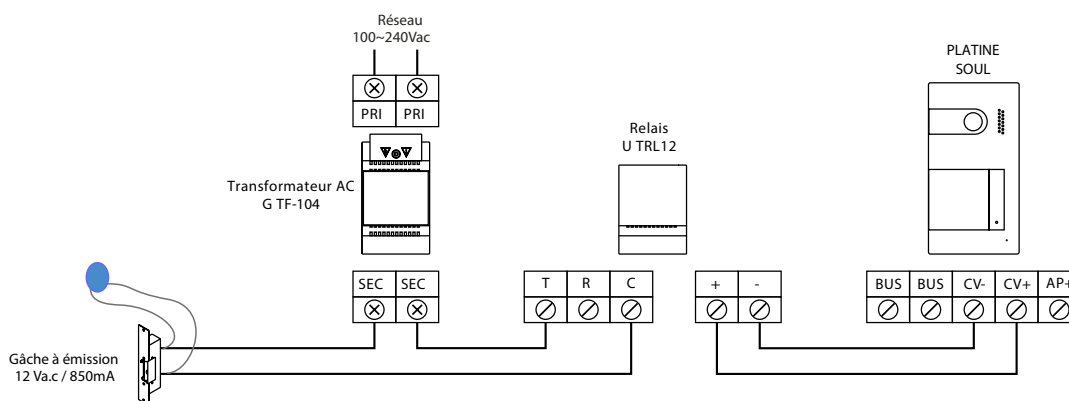 Réseau
100~240Vac
PRI PRI
Transformateur AC
G TF-104
Relais
U TRL12
PLATINE
SOUL
SEC SEC
T R C
+ -
BUS BUS CV- CV+ AP+
Gâche à émission
12 Va.c / 850mA